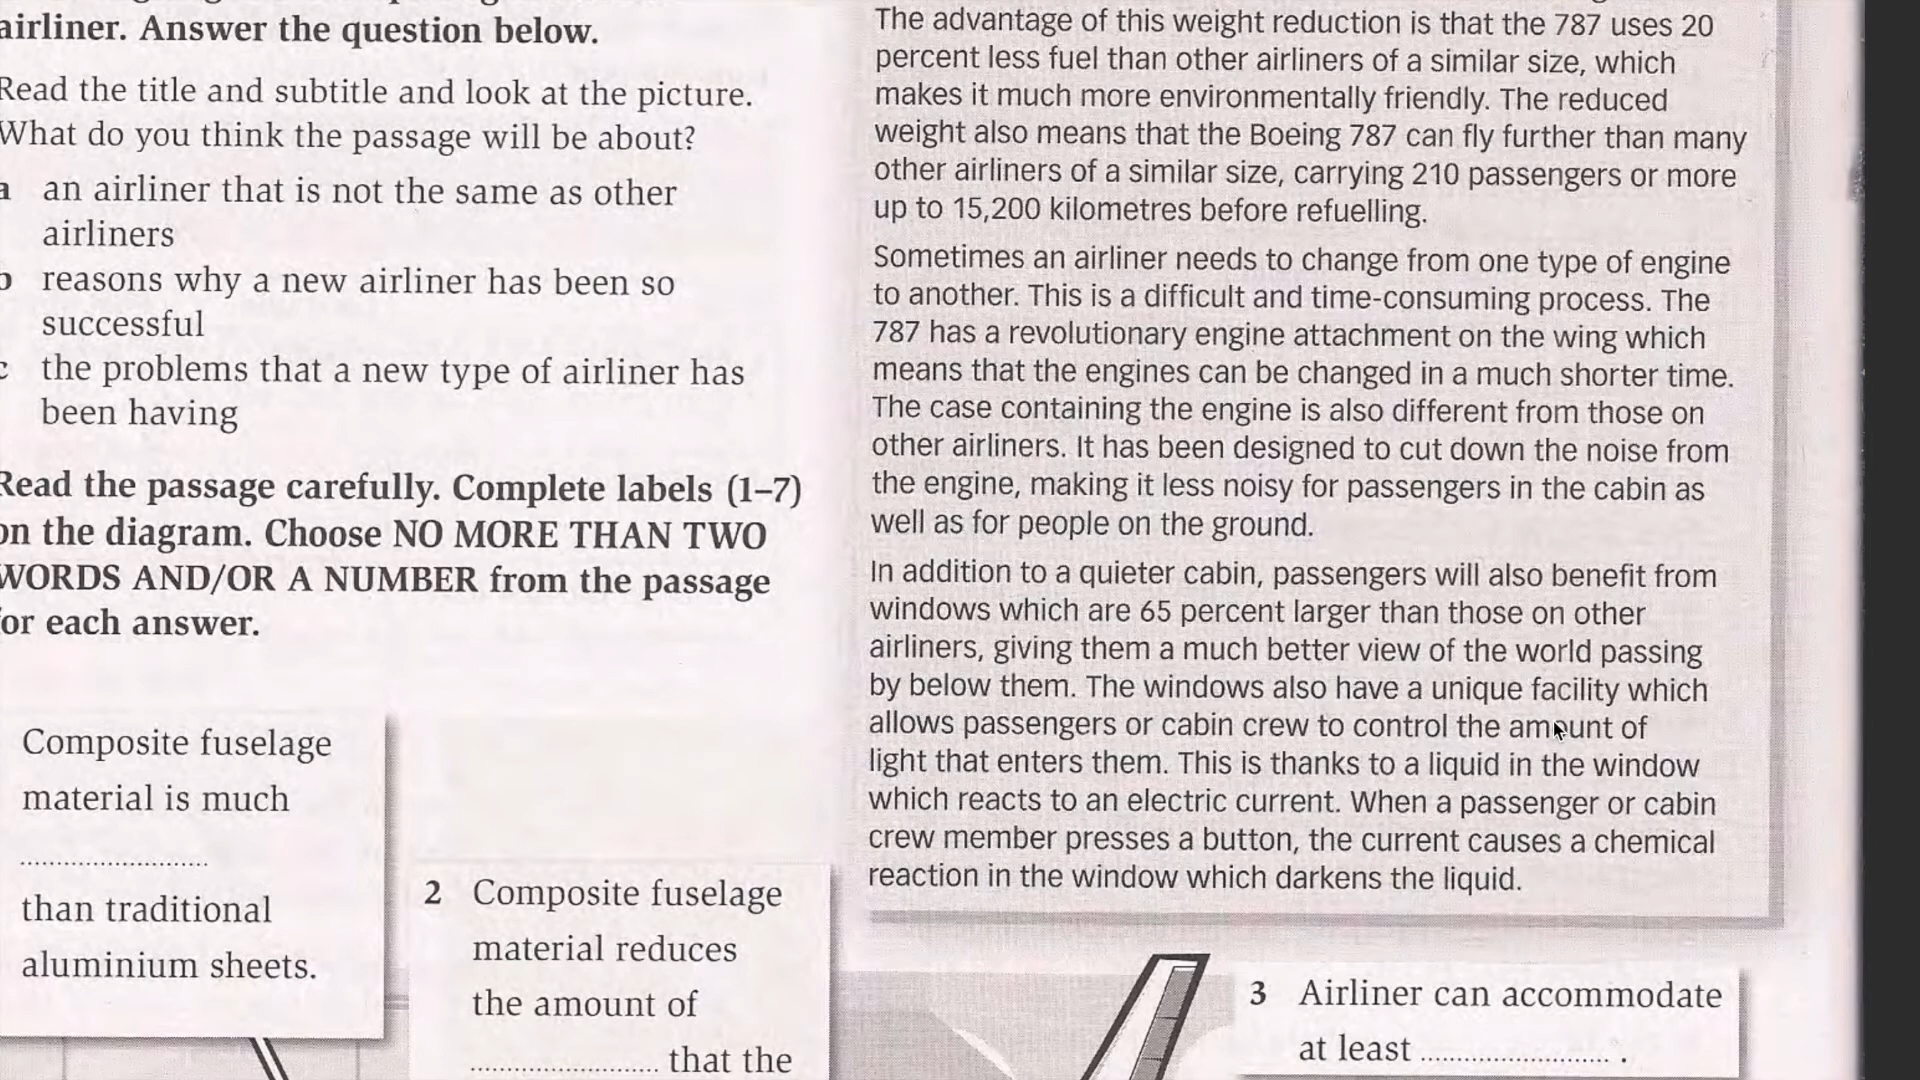 airliner. Answer the question below.
Read the title and subtitle and look at the picture.
What do you think the passage will be about?
a an airliner that is not the same as other
airliners
b reasons why a new airliner has been so
successful
c the problems that a new type of airliner has
been having
Read the passage carefully. Complete labels (1–7)
on the diagram. Choose NO MORE THAN TWO
WORDS AND/OR A NUMBER from the passage
for each answer.
Composite fuselage
material is much
........................
than traditional
aluminium sheets.
2 Composite fuselage
material reduces
the amount of
........................ that the
The advantage of this weight reduction is that the 787 uses 20
percent less fuel than other airliners of a similar size, which
makes it much more environmentally friendly. The reduced
weight also means that the Boeing 787 can fly further than many
other airliners of a similar size, carrying 210 passengers or more
up to 15,200 kilometres before refuelling.
Sometimes an airliner needs to change from one type of engine
to another. This is a difficult and time-consuming process. The
787 has a revolutionary engine attachment on the wing which
means that the engines can be changed in a much shorter time.
The case containing the engine is also different from those on
other airliners. It has been designed to cut down the noise from
the engine, making it less noisy for passengers in the cabin as
well as for people on the ground.
In addition to a quieter cabin, passengers will also benefit from
windows which are 65 percent larger than those on other
airliners, giving them a much better view of the world passing
by below them. The windows also have a unique facility which
allows passengers or cabin crew to control the amount of
light that enters them. This is thanks to a liquid in the window
which reacts to an electric current. When a passenger or cabin
crew member presses a button, the current causes a chemical
reaction in the window which darkens the liquid.
3 Airliner can accommodate
at least ........................ .